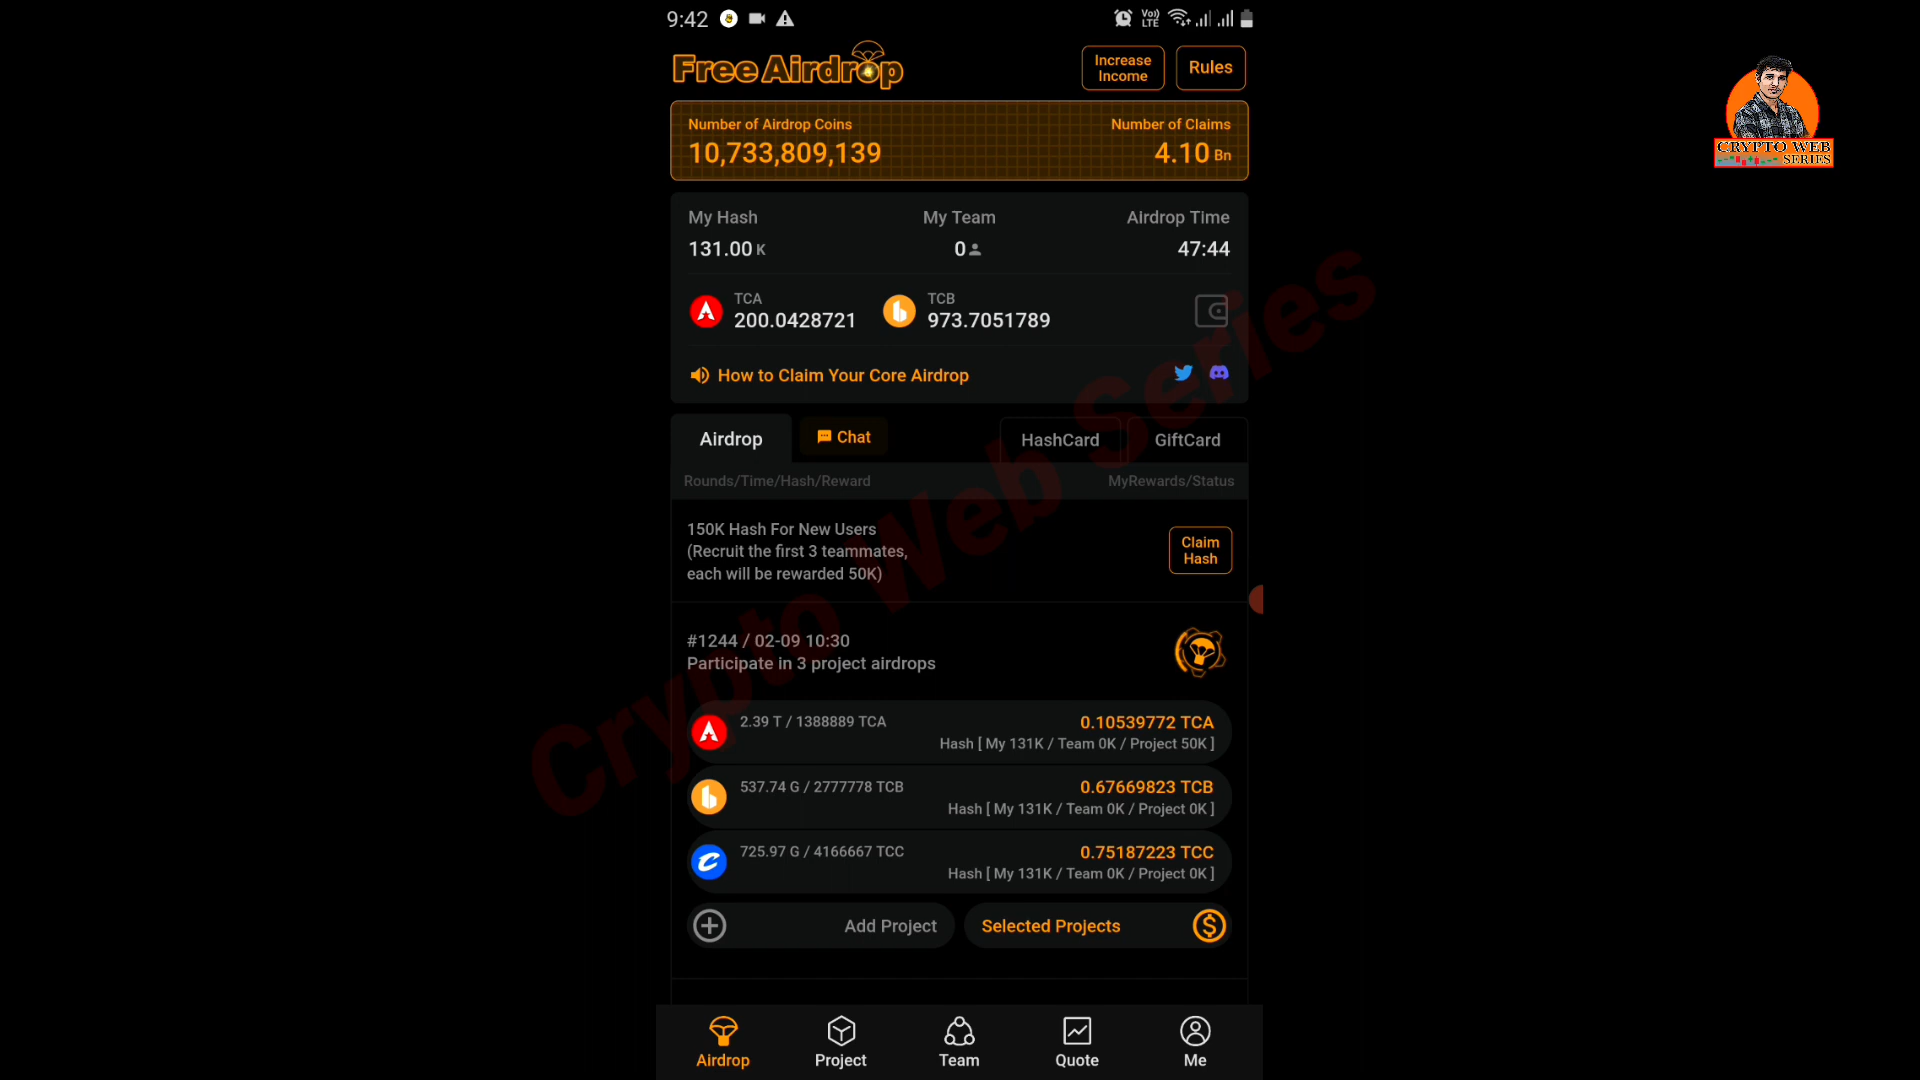 9:42
Vo))
LTE
Free Airdrop
Increase
Income
Rules
CRYPTO WEB
SERIES
Number of Airdrop Coins
Number of Claims
10,733,809,139
4.10 Bn
My Hash
My Team
Airdrop Time
131.00 K
0
47:44
TCA
200.0428721
TCB
973.7051789
How to Claim Your Core Airdrop
Airdrop
Chat
HashCard
GiftCard
Rounds/Time/Hash/Reward
MyRewards/Status
150K Hash For New Users
(Recruit the first 3 teammates,
each will be rewarded 50K)
Claim
Hash
#1244 / 02-09 10:30
Participate in 3 project airdrops
2.39 T / 1388889 TCA
0.10539772 TCA
Hash [ My 131K / Team 0K / Project 50K ]
537.74 G / 2777778 TCB
0.67669823 TCB
Hash [ My 131K / Team 0K / Project 0K ]
725.97 G / 4166667 TCC
0.75187223 TCC
Hash [ My 131K / Team 0K / Project 0K ]
Add Project
Selected Projects
Airdrop
Project
Team
Quote
Me
Crypto Web Series